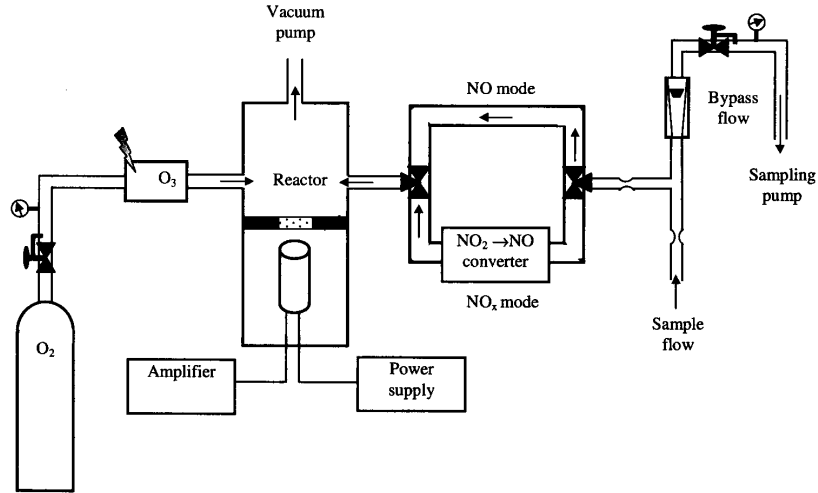 Vacuum
pump
NO mode
Bypass
flow
O₃
Reactor
Sampling
pump
NO₂ →NO
converter
NOₓ mode
Sample
flow
O₂
Amplifier
Power
supply